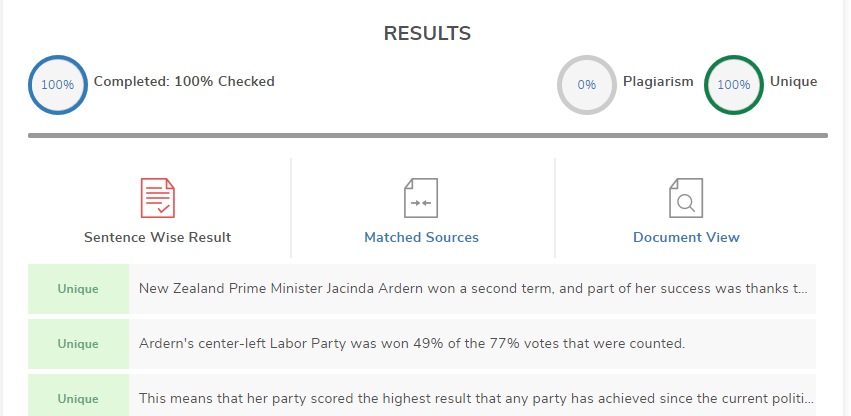 RESULTS
100% Completed: 100% Checked 0% Plagiarism 100% Unique
Sentence Wise Result Matched Sources Document View
Unique New Zealand Prime Minister Jacinda Ardern won a second term, and part of her success was thanks t...
Unique Ardern's center-left Labor Party was won 49% of the 77% votes that were counted.
Unique This means that her party scored the highest result that any party has achieved since the current politi...